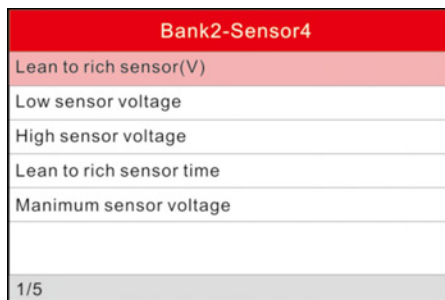 Bank2-Sensor4
Lean to rich sensor(V)
Low sensor voltage
High sensor voltage
Lean to rich sensor time
Manimum sensor voltage
1/5